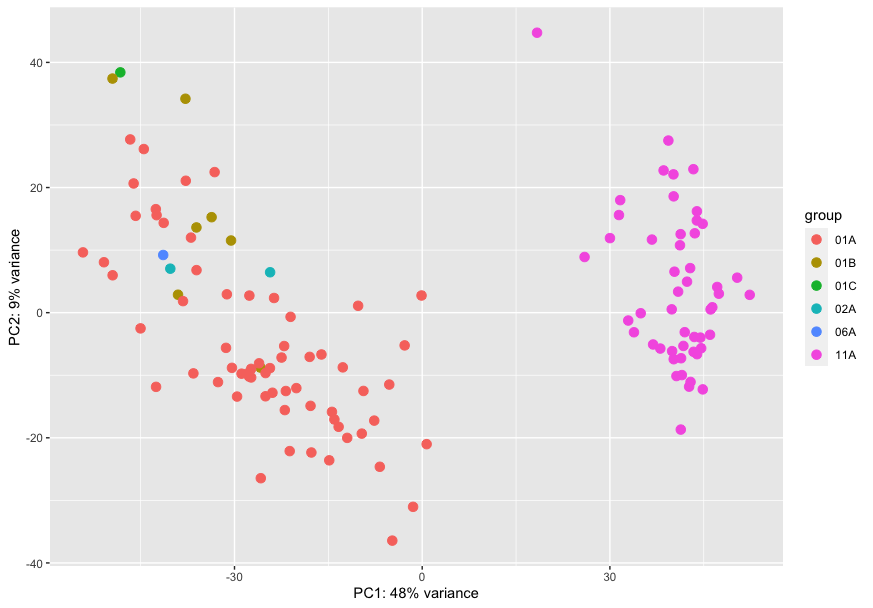 40
20
0
-20
-40
PC2: 9% variance
-30
0
30
PC1: 48% variance
group
01A
01B
01C
02A
06A
11A